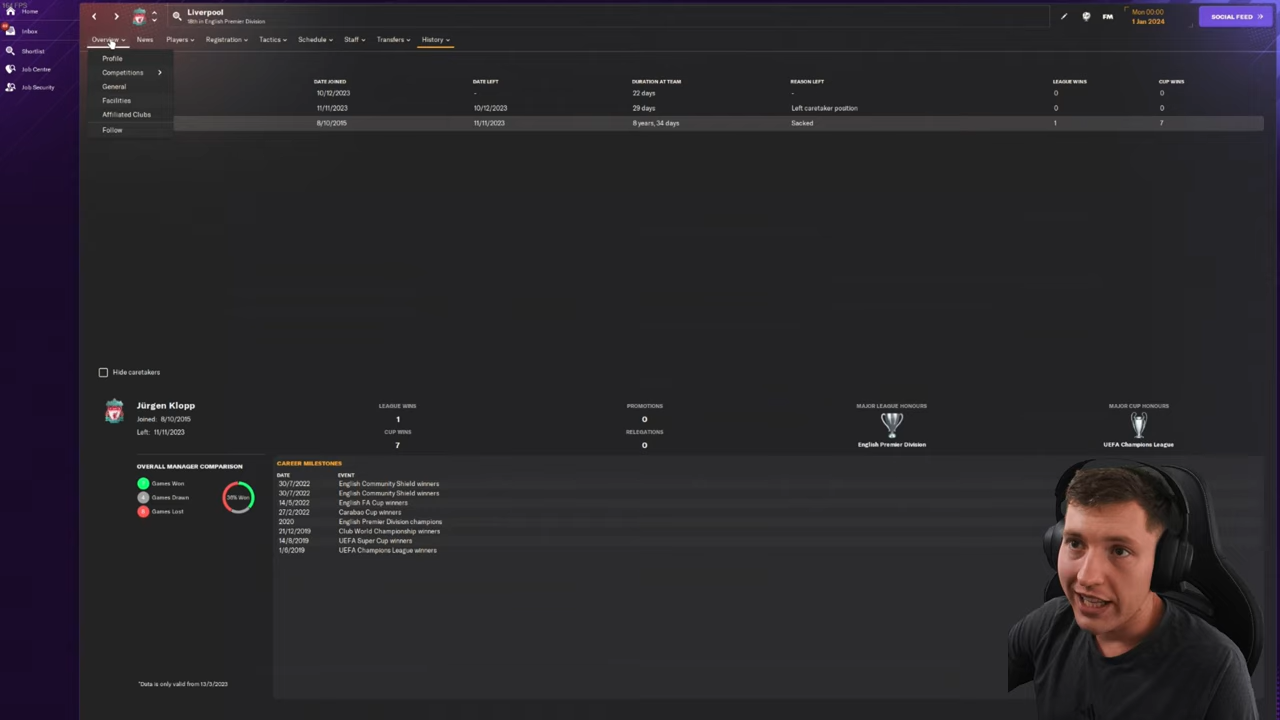 Home
Inbox
Shortlist
Job Centre
Job Security
Liverpool
18th in English Premier Division
FM
Mon 00:00
1 Jan 2024
SOCIAL FEED
Overview News Players Registration Tactics Schedule Staff Transfers History
Profile
Competitions
General
Facilities
Affiliated Clubs
Follow
DATE JOINED DATE LEFT DURATION AT TEAM REASON LEFT LEAGUE WINS CUP WINS
10/12/2023 - 22 days - 0 0
11/11/2023 10/12/2023 29 days Left caretaker position 0 0
8/10/2015 11/11/2023 8 years, 34 days Sacked 1 7
Hide caretakers
Jürgen Klopp
Joined: 8/10/2015
Left: 11/11/2023
LEAGUE WINS
1
CUP WINS
7
PROMOTIONS
0
RELEGATIONS
0
MAJOR LEAGUE HONOURS
English Premier Division
MAJOR CUP HONOURS
UEFA Champions League
OVERALL MANAGER COMPARISON
Games Won
Games Drawn
Games Lost
CAREER MILESTONES
DATE EVENT
30/7/2022 English Community Shield winners
30/7/2022 English Community Shield winners
14/5/2022 English FA Cup winners
27/2/2022 Carabao Cup winners
2020 English Premier Division champions
21/12/2019 Club World Championship winners
14/8/2019 UEFA Super Cup winners
1/6/2019 UEFA Champions League winners
*Data is only valid from 13/3/2023